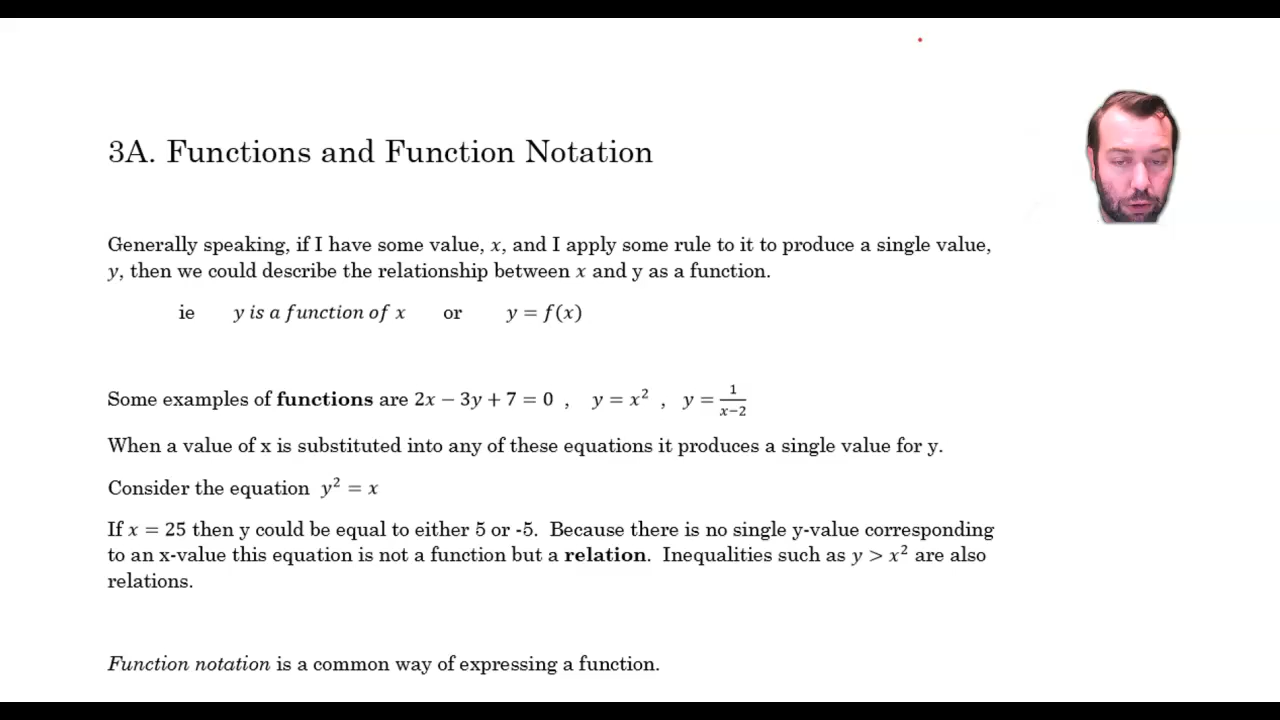 3A. Functions and Function Notation
Generally speaking, if I have some value, x, and I apply some rule to it to produce a single value,
y, then we could describe the relationship between x and y as a function.
ie y is a function of x or y = f(x)
Some examples of functions are 2x − 3y + 7 = 0 , y = x² , y = 1/(x−2)
When a value of x is substituted into any of these equations it produces a single value for y.
Consider the equation y² = x
If x = 25 then y could be equal to either 5 or -5. Because there is no single y-value corresponding
to an x-value this equation is not a function but a relation. Inequalities such as y > x² are also
relations.
Function notation is a common way of expressing a function.